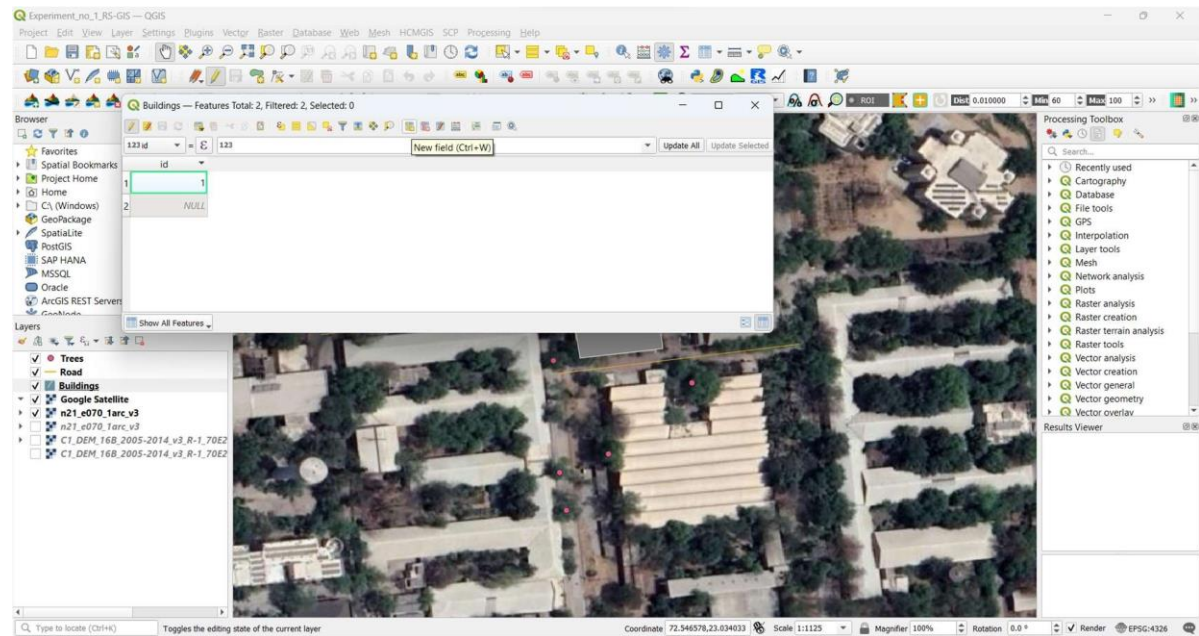 Experiment_no_1_RS-GIS — QGIS
Project Edit View Layer Settings Plugins Vector Raster Database Web Mesh HCMGIS SCP Processing Help
ROI Dist 0.010000 Min 60 Max 100
Browser
Favorites
Spatial Bookmarks
Project Home
Home
C:\ (Windows)
GeoPackage
SpatiaLite
PostGIS
SAP HANA
MSSQL
Oracle
ArcGIS REST Servers
GeoNode
Buildings — Features Total: 2, Filtered: 2, Selected: 0
123 id = ε 123 Update All Update Selected
New field (Ctrl+W)
id
1 1
2 NULL
Show All Features
Layers
Trees
Road
Buildings
Google Satellite
n21_e070_1arc_v3
n21_e070_1arc_v3
C1_DEM_16B_2005-2014_v3_R-1_70E2
C1_DEM_16B_2005-2014_v3_R-1_70E2
Processing Toolbox
Search...
Recently used
Cartography
Database
File tools
GPS
Interpolation
Layer tools
Mesh
Network analysis
Plots
Raster analysis
Raster creation
Raster terrain analysis
Raster tools
Vector analysis
Vector creation
Vector general
Vector geometry
Vector overlay
Results Viewer
Type to locate (Ctrl+K) Toggles the editing state of the current layer Coordinate 72.546578,23.034033 Scale 1:1125 Magnifier 100% Rotation 0.0 ° Render EPSG:4326